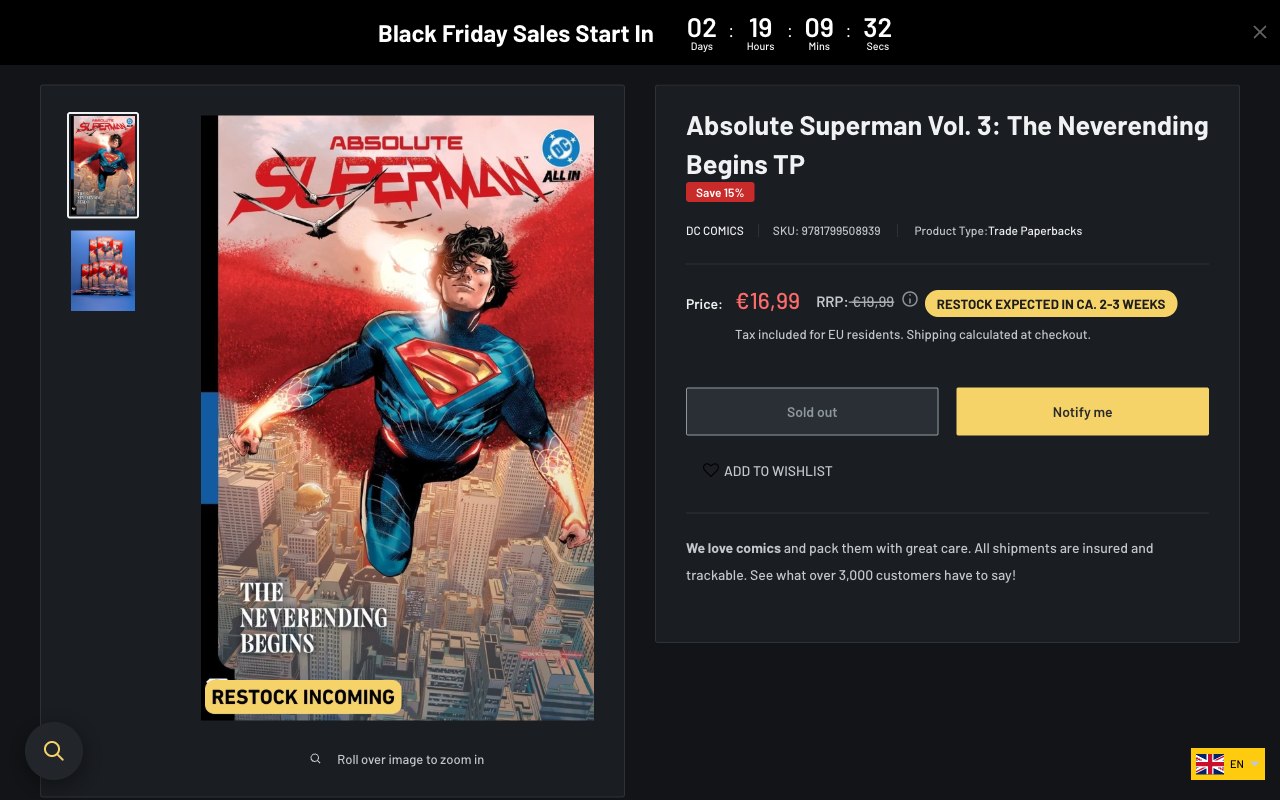 Black Friday Sales Start In
02 : 19 : 09 : 32
Days Hours Mins Secs
ABSOLUTE
SUPERMAN™
DC
ALL IN
THE
NEVERENDING
BEGINS
RESTOCK INCOMING
Roll over image to zoom in
Absolute Superman Vol. 3: The Neverending
Begins TP
Save 15%
DC COMICS
SKU: 9781799508939
Product Type:Trade Paperbacks
Price: €16,99 RRP: €19,99 RESTOCK EXPECTED IN CA. 2-3 WEEKS
Tax included for EU residents. Shipping calculated at checkout.
Sold out
Notify me
ADD TO WISHLIST
We love comics and pack them with great care. All shipments are insured and
trackable. See what over 3,000 customers have to say!
EN